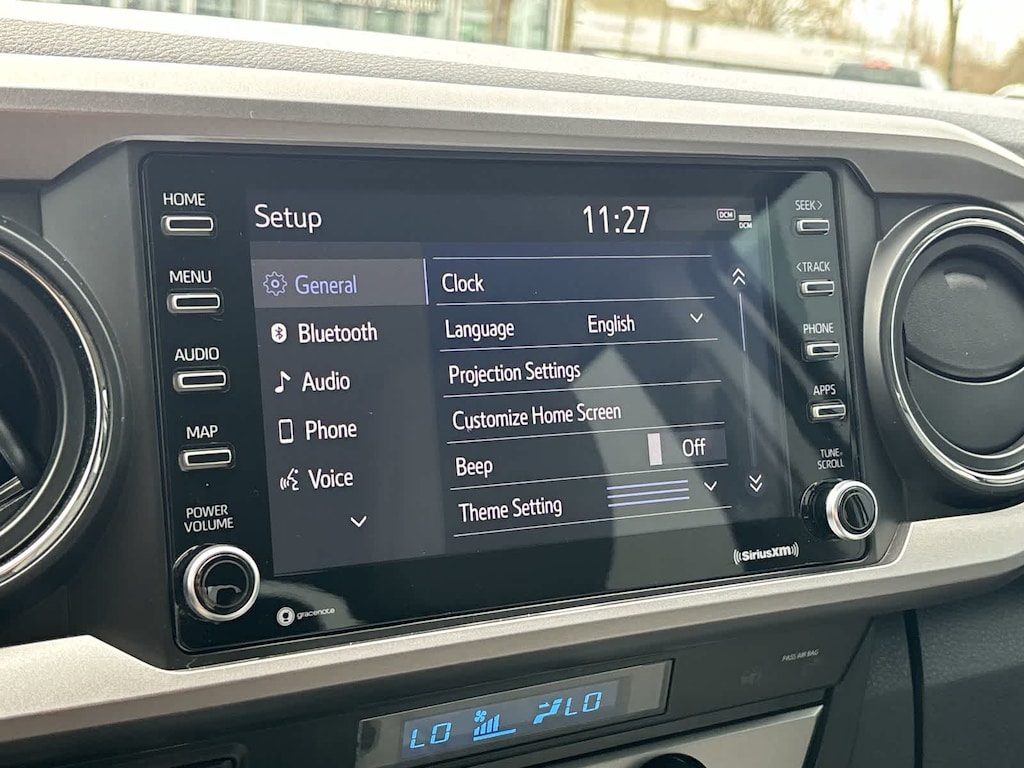 HOME
MENU
AUDIO
MAP
POWER
VOLUME
Setup
11:27
DCM
DCM
General
Bluetooth
Audio
Phone
Voice
Clock
Language English
Projection Settings
Customize Home Screen
Beep Off
Theme Setting
SEEK>
<TRACK
PHONE
APPS
TUNE
SCROLL
((SiriusXM))
gracenote
PASS AIR BAG
LO LO